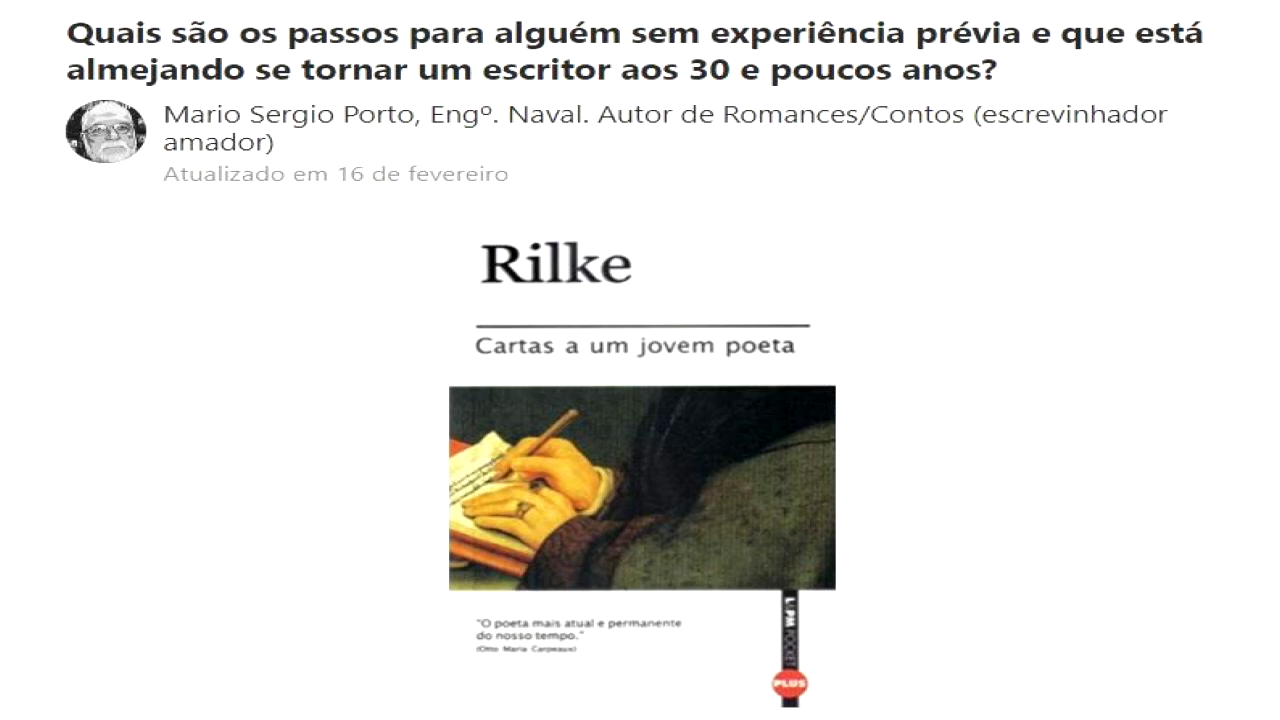 Quais são os passos para alguém sem experiência prévia e que está
almejando se tornar um escritor aos 30 e poucos anos?
Mario Sergio Porto, Engº. Naval. Autor de Romances/Contos (escrevinhador
amador)
Atualizado em 16 de fevereiro
Rilke
Cartas a um jovem poeta
"O poeta mais atual e permanente
do nosso tempo."
(Otto Maria Carpeaux)
L&PM POCKET
PLUS